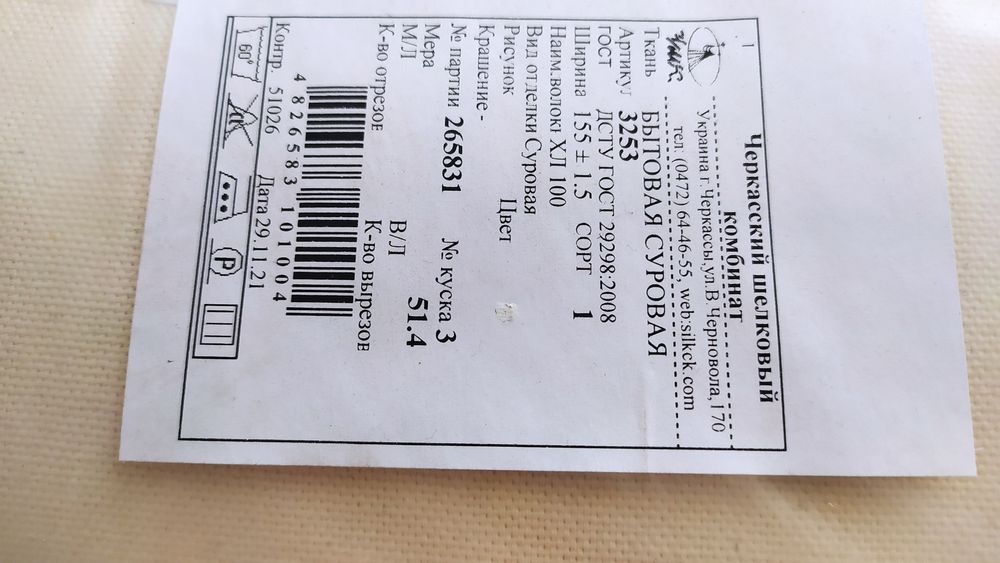 1
Черкасский шелковый
комбинат
Украина г.Черкассы,ул.В.Черновола,170
тел: (0472) 64-46-55, web:silkck.com
Ткань БЫТОВАЯ СУРОВАЯ
Артикул 3253
ГОСТ ДСТУ ГОСТ 29298:2008
Ширина 155 ± 1.5 СОРТ 1
Наим.волокн ХЛ 100
Вид отделки Суровая
Рисунок Цвет
Крашение -
№ партии 265831 № куска 3
Мера 51.4
М/Л В/Л
К-во отрезов К-во вырезов
4 826583 101004
Контр. 51026 Дата 29.11.21
60° P